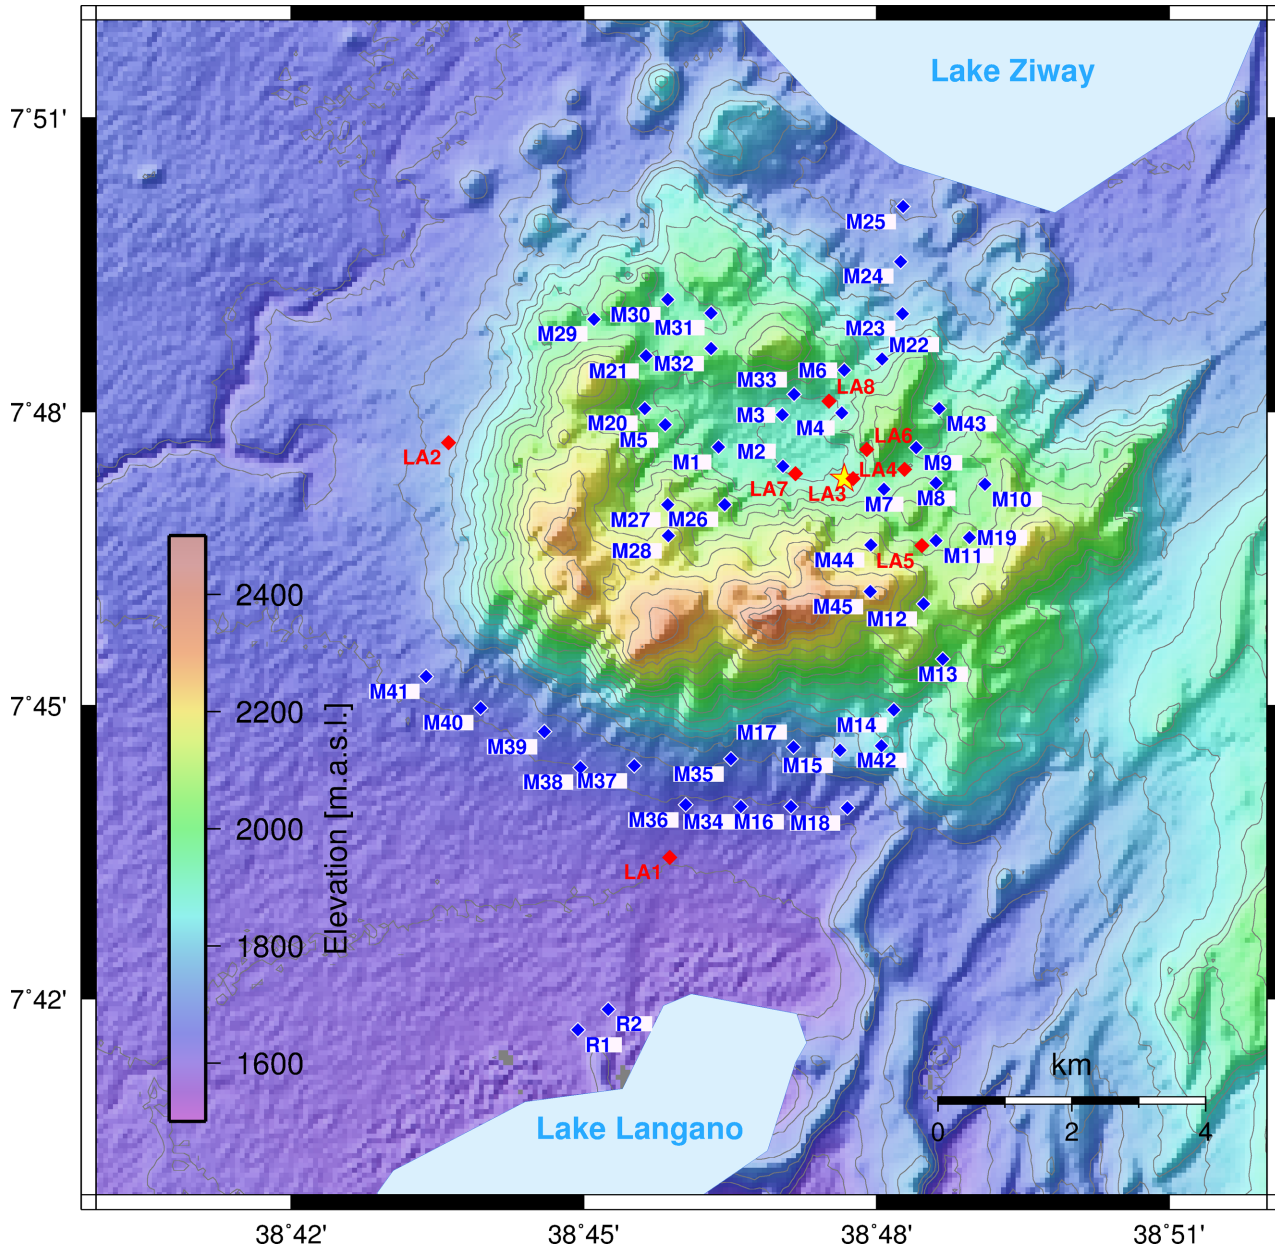 Lake Ziway
7°51'
M25
M24
M30
M31
M23
M29
M22
M32
M21
M6
M33
LA8
7°48'
M3
M20
M4
M43
M5
LA6
M2
LA2
M1
M9
LA4
LA7
LA3
M8
M10
M7
M27
M26
M19
M28
M11
M44
LA5
M45
M12
2400
M13
M41
7°45'
2200
M40
M14
M17
M39
M42
M15
M35
M38
M37
M36
M34
M16
M18
2000
Elevation [m.a.s.l.]
LA1
1800
7°42'
R2
R1
1600
km
Lake Langano
0
2
4
38°42'
38°45'
38°48'
38°51'